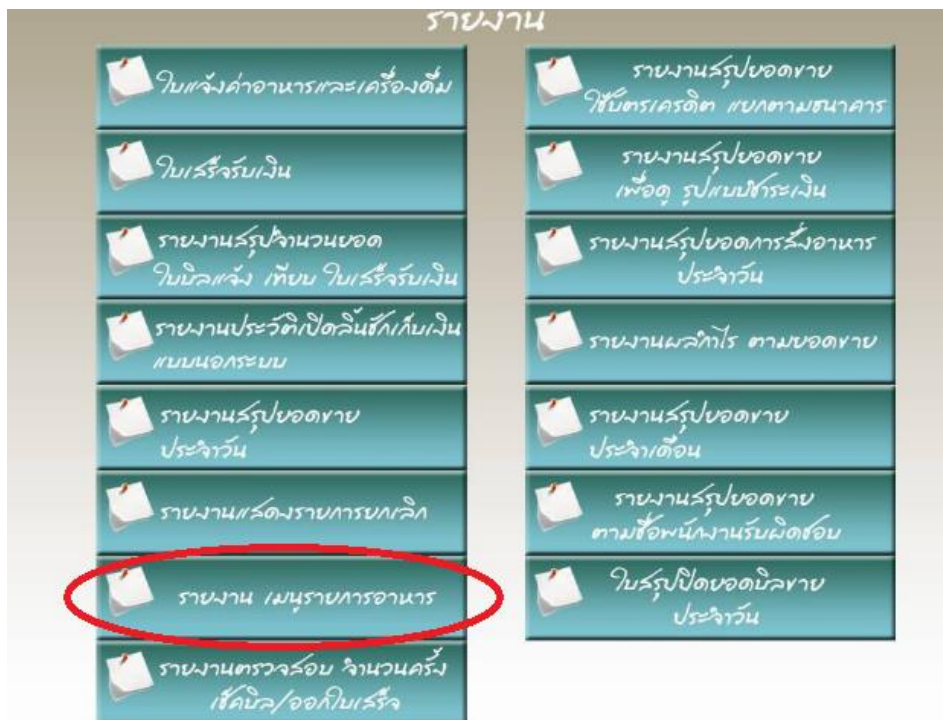 รายงาน
ใบแจ้งค่าอาหารและเครื่องดื่ม
ใบเสร็จรับเงิน
รายงานสรุปจำนวนยอด
ใบบิลแจ้ง เทียบ ใบเสร็จรับเงิน
รายงานประวัติเปิดลิ้นชักเก็บเงิน
แบบนอกระบบ
รายงานสรุปยอดขาย
ประจำวัน
รายงานแสดงรายการยกเลิก
รายงาน เมนูรายการอาหาร
รายงานตรวจสอบ จำนวนครั้ง
เช็คบิล/ออกใบเสร็จ
รายงานสรุปยอดขาย
ใช้บัตรเครดิต แยกตามธนาคาร
รายงานสรุปยอดขาย
เพื่อดู รูปแบบชำระเงิน
รายงานสรุปยอดการสั่งอาหาร
ประจำวัน
รายงานผลกำไร ตามยอดขาย
รายงานสรุปยอดขาย
ประจำเดือน
รายงานสรุปยอดขาย
ตามชื่อพนักงานรับผิดชอบ
ใบสรุปปิดยอดบิลขาย
ประจำวัน